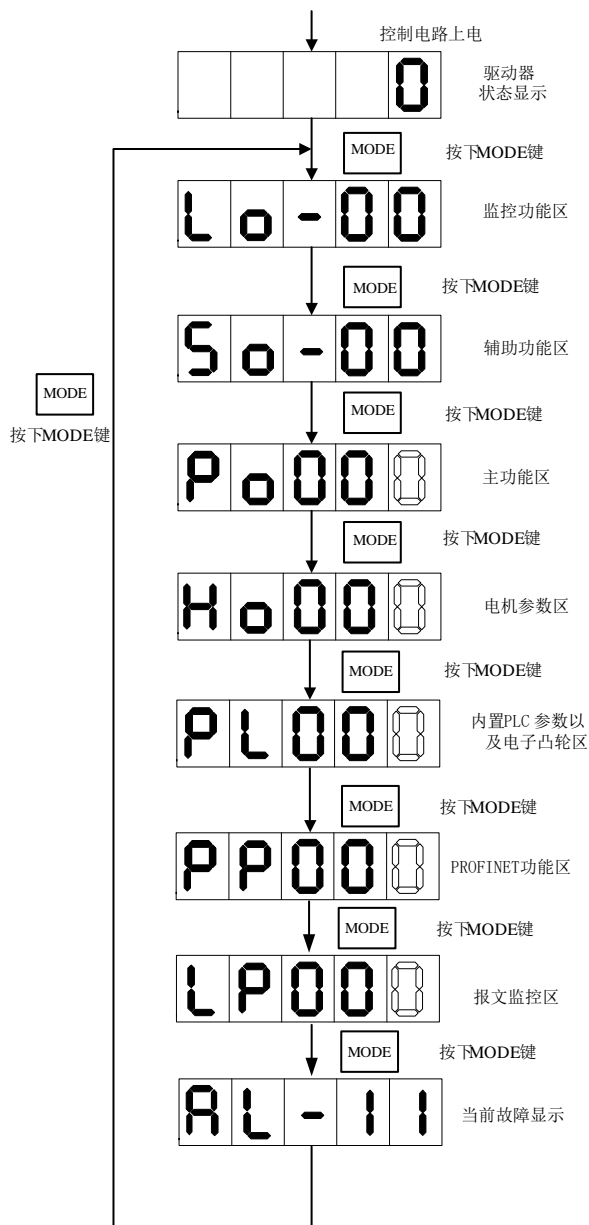 控制电路上电
0
驱动器
状态显示
MODE
按下MODE键
Lo-00
监控功能区
MODE
按下MODE键
So-00
辅助功能区
MODE
按下MODE键
MODE
按下MODE键
Po000
主功能区
MODE
按下MODE键
Ho000
电机参数区
MODE
按下MODE键
PL000
内置PLC 参数以
及电子凸轮区
MODE
按下MODE键
PP000
PROFINET功能区
MODE
按下MODE键
LP000
报文监控区
MODE
按下MODE键
AL-11
当前故障显示